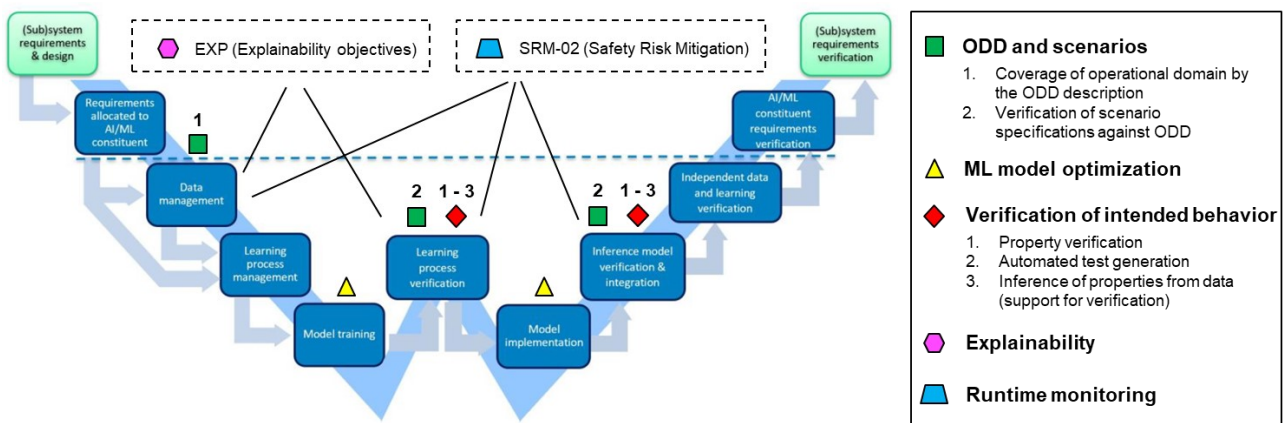 (Sub)system
requirements
& design
EXP (Explainability objectives)
SRM-02 (Safety Risk Mitigation)
(Sub)system
requirements
verification
Requirements
allocated to
AI/ML
constituent
1
AI/ML
constituent
requirements
verification
Data
management
2
1 - 3
2
1 - 3
Independent data
and learning
verification
Learning
process
management
Learning
process
verification
Inference model
verification &
integration
Model training
Model
implementation
ODD and scenarios
1. Coverage of operational domain by
the ODD description
2. Verification of scenario
specifications against ODD
ML model optimization
Verification of intended behavior
1. Property verification
2. Automated test generation
3. Inference of properties from data
(support for verification)
Explainability
Runtime monitoring